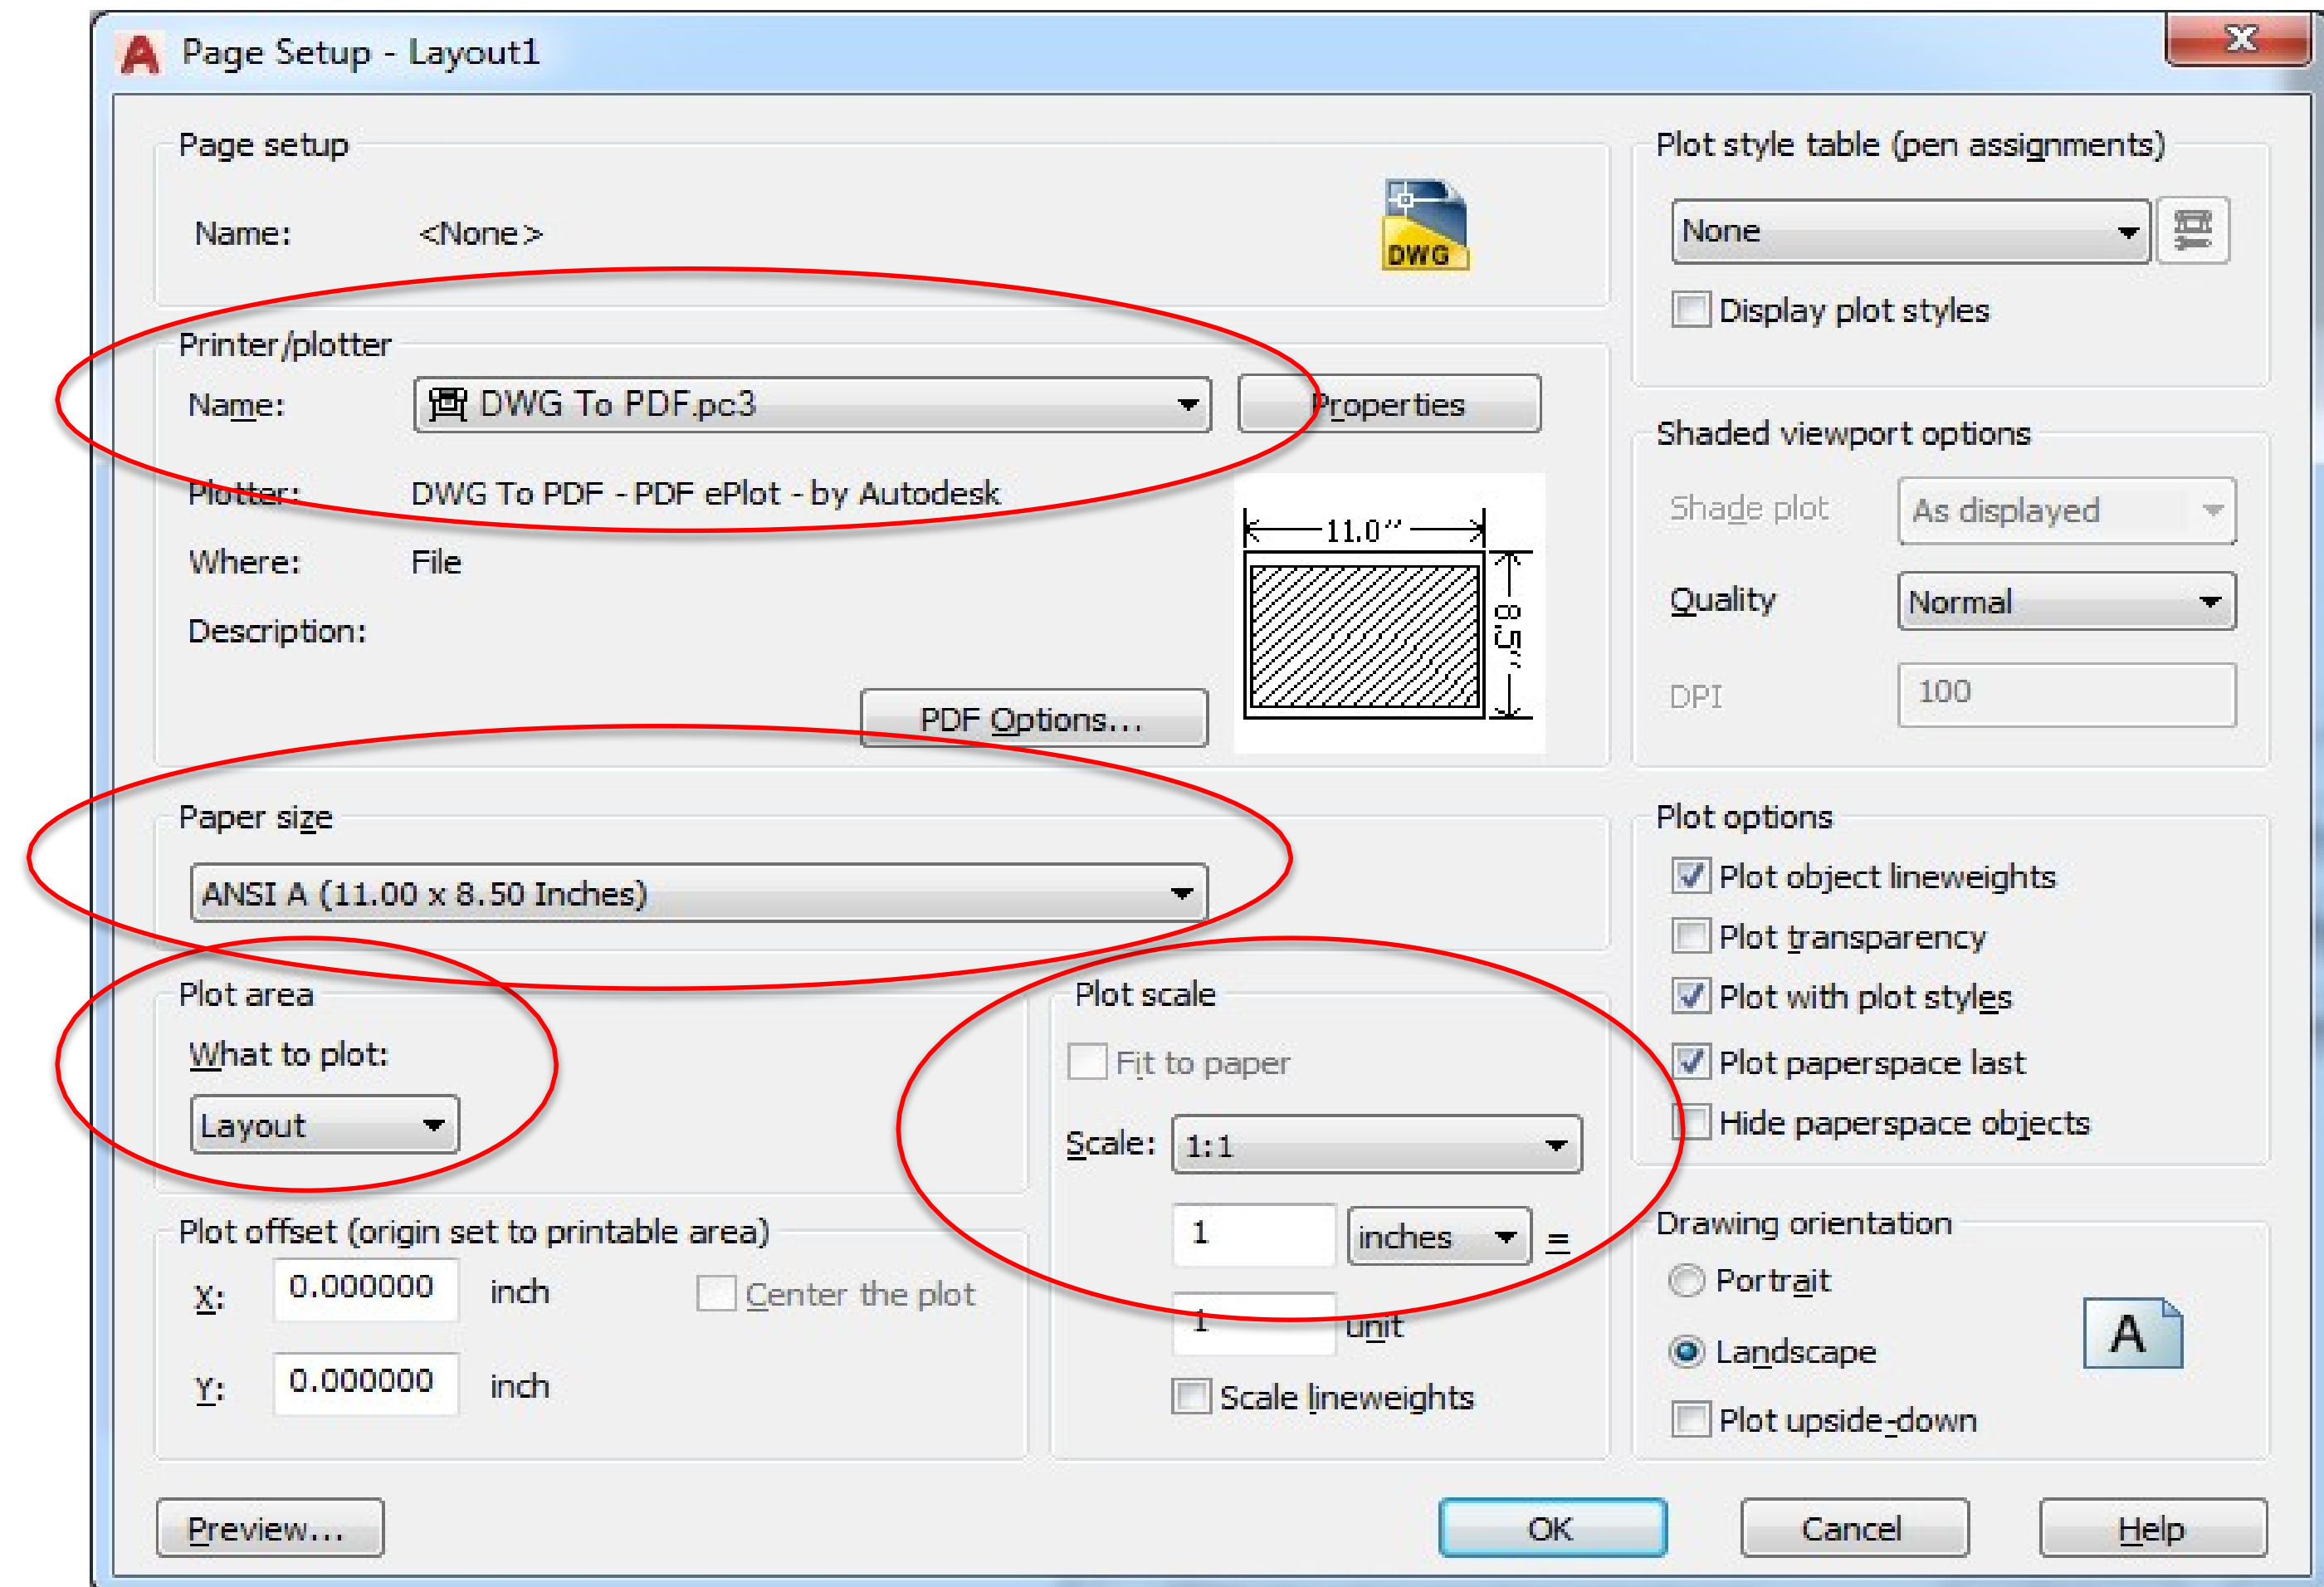 Page Setup - Layout1
Page setup
Name: <None>
DWG
Printer/plotter
Name: DWG To PDF.pc3
Properties
Plotter: DWG To PDF - PDF ePlot - by Autodesk
Where: File
Description:
11.0″
8.5″
PDF Options...
Paper size
ANSI A (11.00 x 8.50 Inches)
Plot area
What to plot:
Layout
Plot scale
Fit to paper
Scale: 1:1
1 inches =
1 unit
Scale lineweights
Plot offset (origin set to printable area)
X: 0.000000 inch
Center the plot
Y: 0.000000 inch
Plot style table (pen assignments)
None
Display plot styles
Shaded viewport options
Shade plot As displayed
Quality Normal
DPI 100
Plot options
Plot object lineweights
Plot transparency
Plot with plot styles
Plot paperspace last
Hide paperspace objects
Drawing orientation
Portrait
Landscape
A
Plot upside-down
Preview...
OK
Cancel
Help